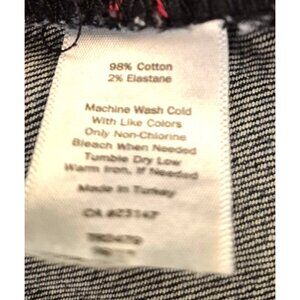 98% Cotton
2% Elastane
Machine Wash Cold
With Like Colors
Only Non-Chlorine
Bleach When Needed
Tumble Dry Low
Warm Iron, If Needed
Made In Turkey
CA #23147